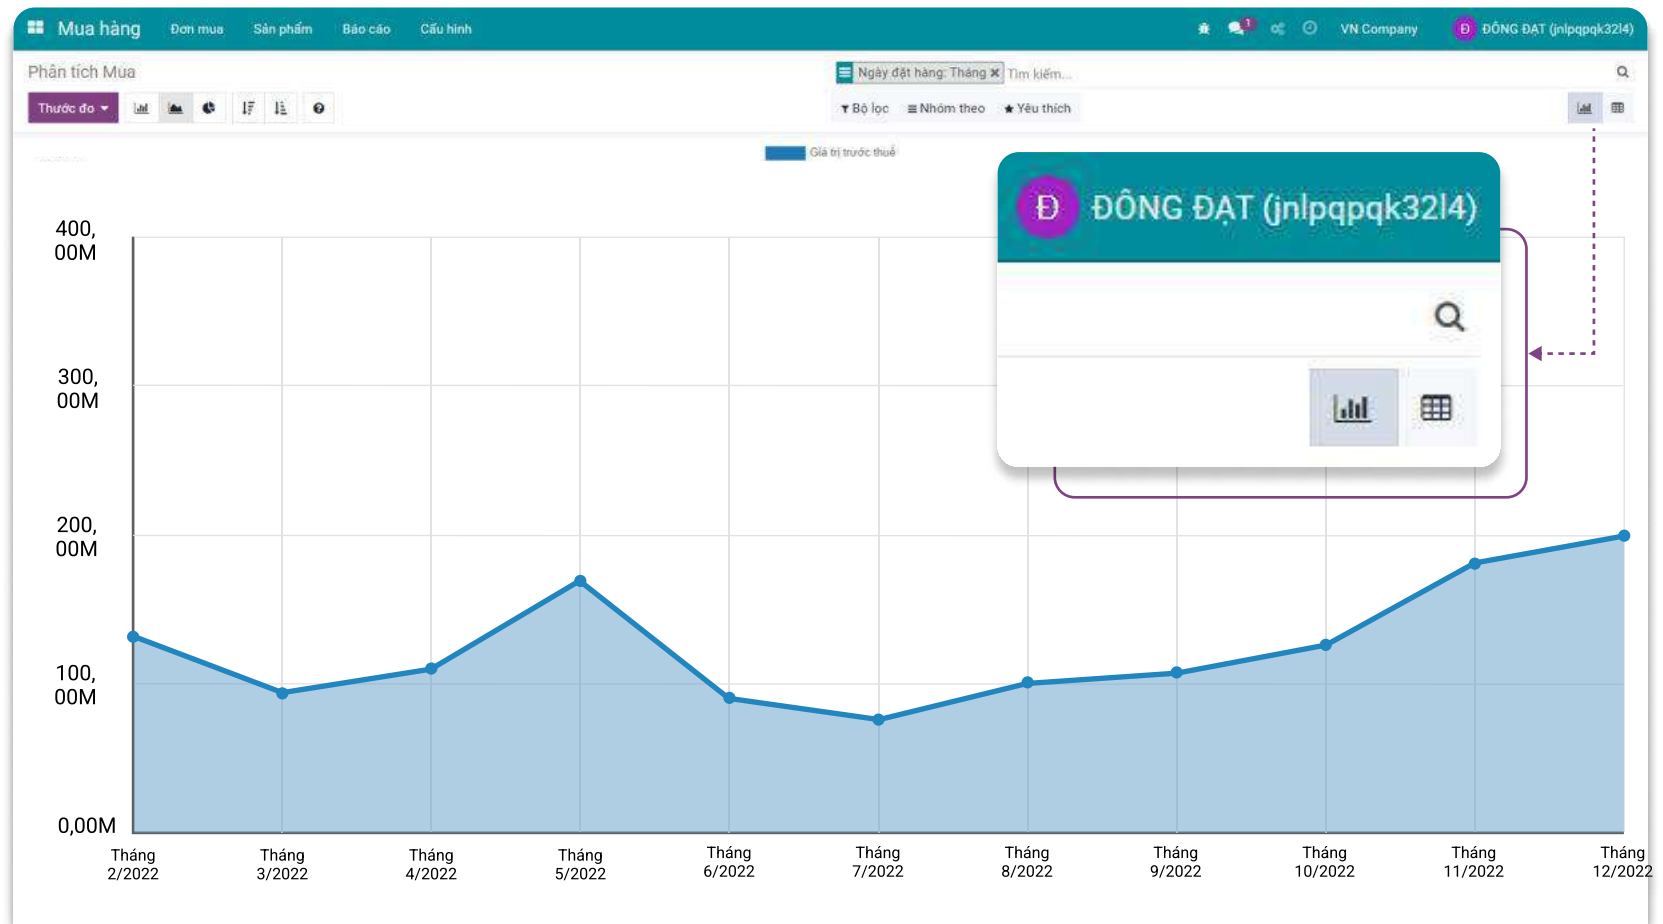 Mua hàng Đơn mua Sản phẩm Báo cáo Cấu hình 1 VN Company Đ ĐÔNG ĐẠT (jnlpqpqk32l4)
Phân tích Mua Ngày đặt hàng: Tháng × Tìm kiếm...
Thước đo Bộ lọc Nhóm theo Yêu thích
Giá trị trước thuế
Đ ĐÔNG ĐẠT (jnlpqpqk32l4)
400,
00M
300,
00M
200,
00M
100,
00M
0,00M
Tháng Tháng Tháng Tháng Tháng Tháng Tháng Tháng Tháng Tháng Tháng
2/2022 3/2022 4/2022 5/2022 6/2022 7/2022 8/2022 9/2022 10/2022 11/2022 12/2022